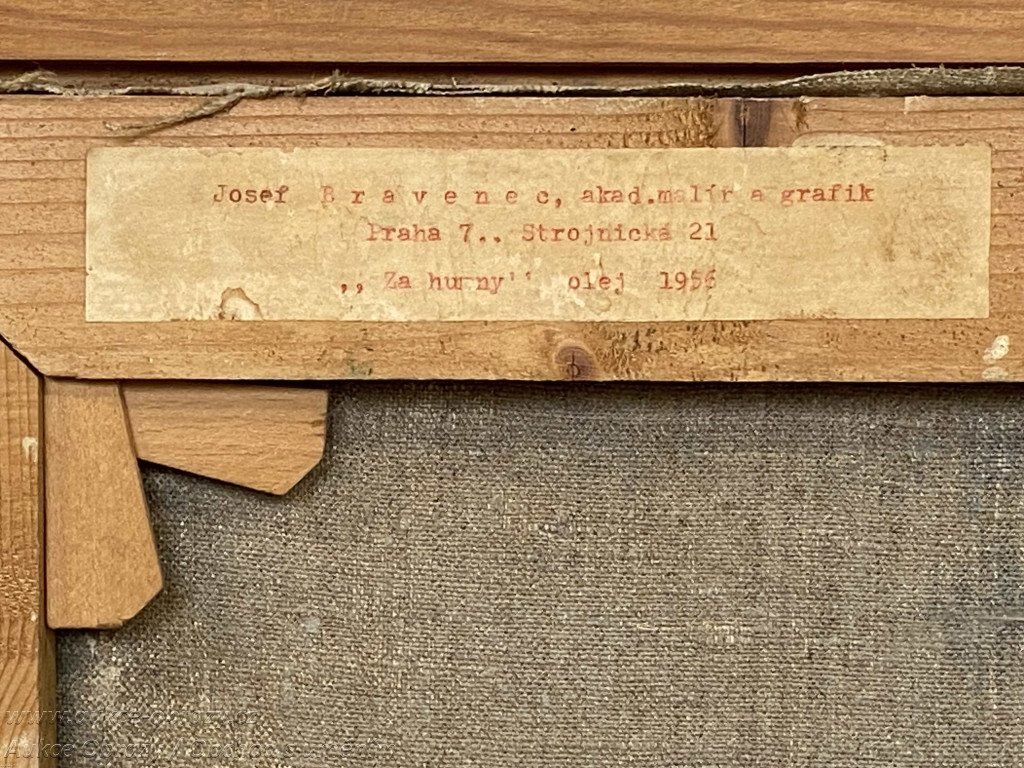 Josef B r a v e n e c, akad.malíř a grafik
Praha 7., Strojnická 21
,, Za humny'' olej 1956